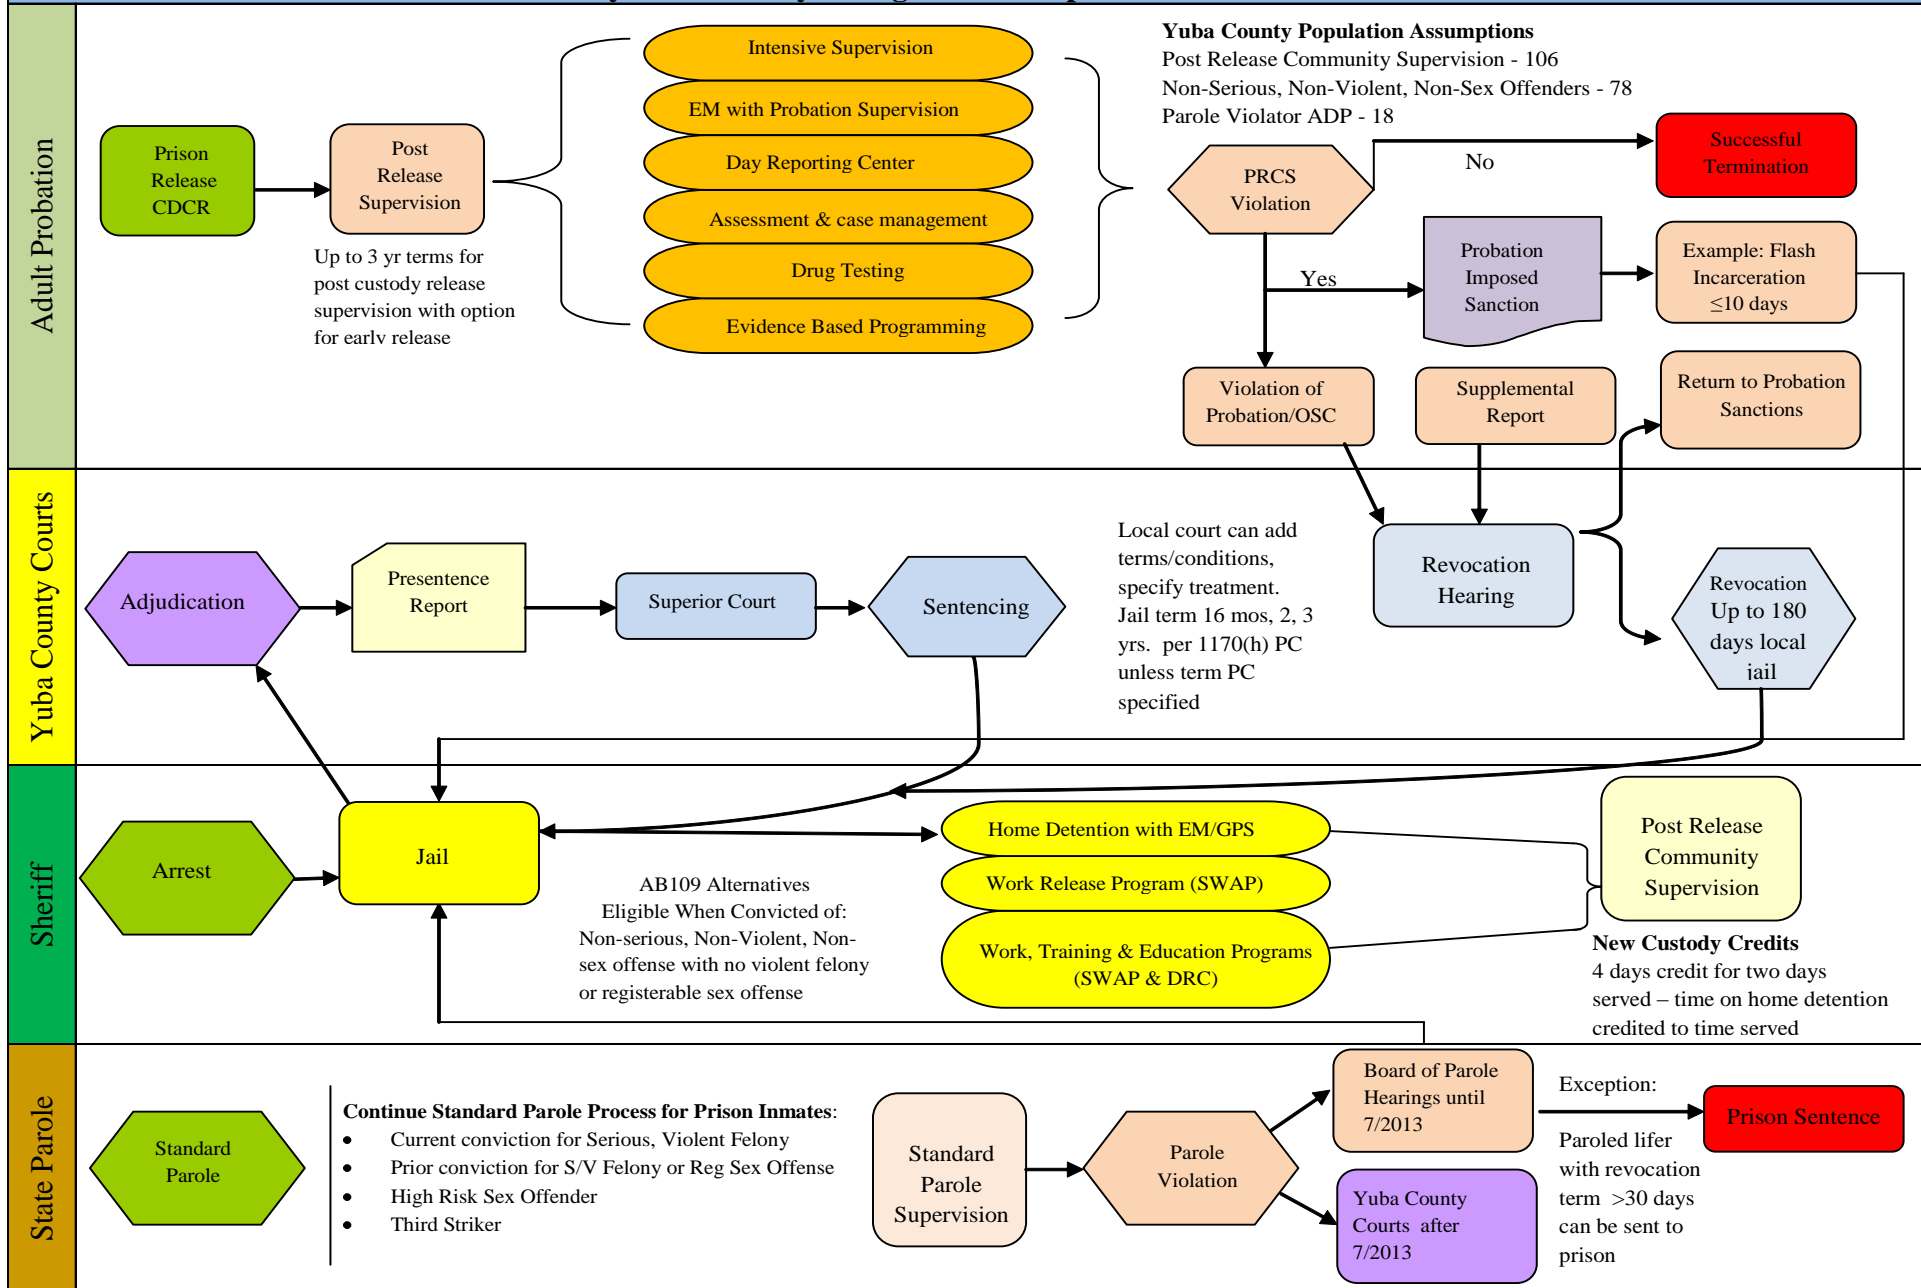 Adult Probation
Prison
Release
CDCR
Post
Release
Supervision
Up to 3 yr terms for
post custody release
supervision with option
for early release
Intensive Supervision
EM with Probation Supervision
Day Reporting Center
Assessment & case management
Drug Testing
Evidence Based Programming
Yuba County Population Assumptions
Post Release Community Supervision - 106
Non-Serious, Non-Violent, Non-Sex Offenders - 78
Parole Violator ADP - 18
PRCS
Violation
No
Successful
Termination
Yes
Probation
Imposed
Sanction
Example: Flash
Incarceration
≤10 days
Violation of
Probation/OSC
Supplemental
Report
Return to Probation
Sanctions
Yuba County Courts
Adjudication
Presentence
Report
Superior Court
Sentencing
Local court can add
terms/conditions,
specify treatment.
Jail term 16 mos, 2, 3
yrs. per 1170(h) PC
unless term PC
specified
Revocation
Hearing
Revocation
Up to 180
days local
jail
Sheriff
Arrest
Jail
AB109 Alternatives
Eligible When Convicted of:
Non-serious, Non-Violent, Non-
sex offense with no violent felony
or registerable sex offense
Home Detention with EM/GPS
Work Release Program (SWAP)
Work, Training & Education Programs
(SWAP & DRC)
Post Release
Community
Supervision
New Custody Credits
4 days credit for two days
served – time on home detention
credited to time served
State Parole
Standard
Parole
Continue Standard Parole Process for Prison Inmates:
• Current conviction for Serious, Violent Felony
• Prior conviction for S/V Felony or Reg Sex Offense
• High Risk Sex Offender
• Third Striker
Standard
Parole
Supervision
Parole
Violation
Board of Parole
Hearings until
7/2013
Yuba County
Courts after
7/2013
Exception:
Paroled lifer
with revocation
term >30 days
can be sent to
prison
Prison Sentence